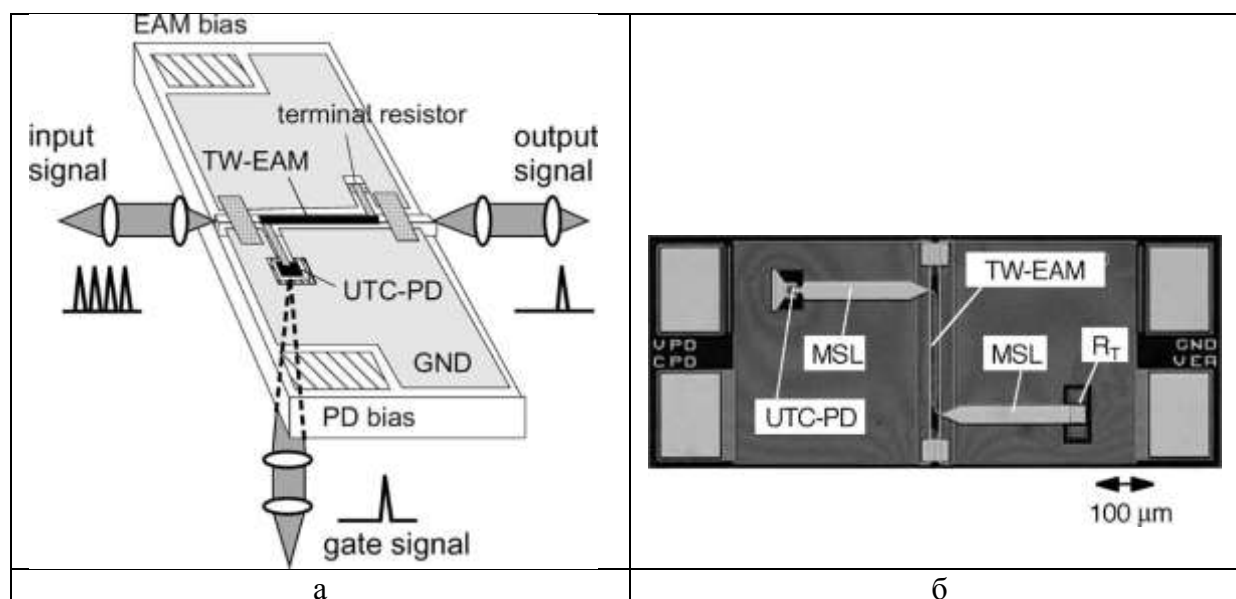 EAM bias
terminal resistor
input
signal
TW-EAM
output
signal
UTC-PD
GND
PD bias
gate signal
а
TW-EAM
MSL
MSL
R_T
UTC-PD
VPD
CPD
GND
VEA
100 µm
б